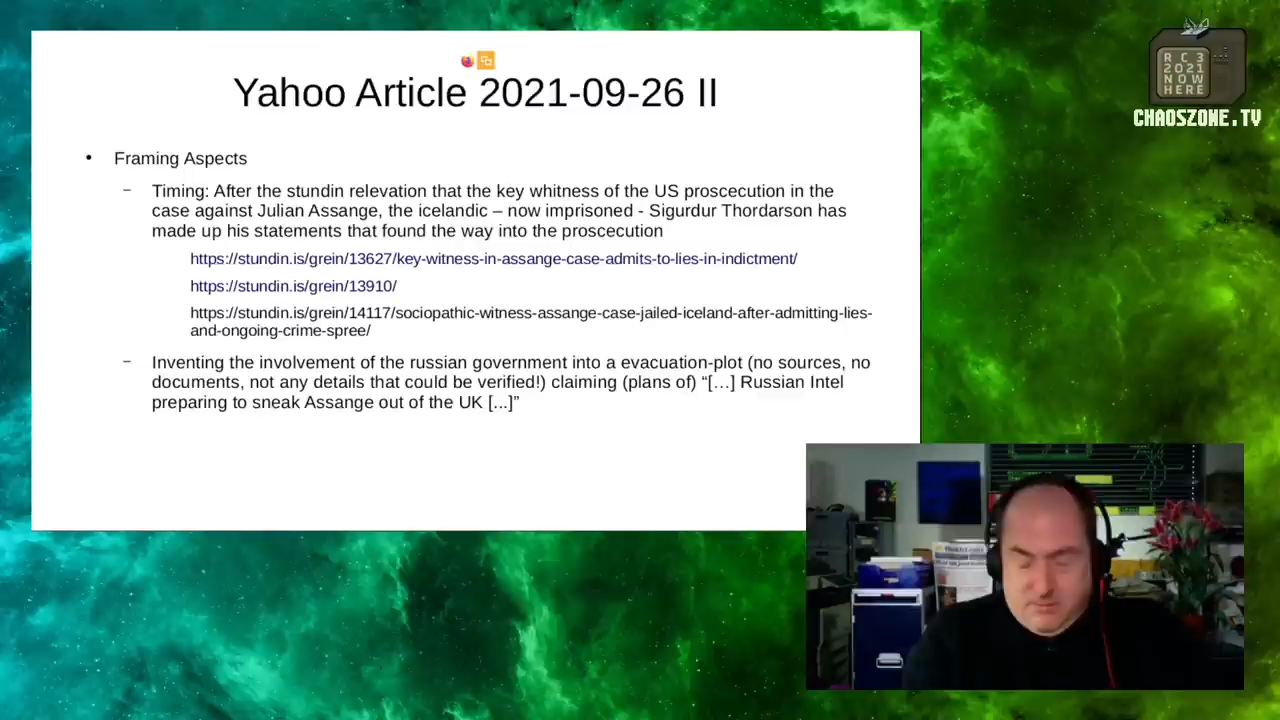 Yahoo Article 2021-09-26 II
• Framing Aspects
– Timing: After the stundin relevation that the key whitness of the US proscecution in the
case against Julian Assange, the icelandic – now imprisoned - Sigurdur Thordarson has
made up his statements that found the way into the proscecution
https://stundin.is/grein/13627/key-witness-in-assange-case-admits-to-lies-in-indictment/
https://stundin.is/grein/13910/
https://stundin.is/grein/14117/sociopathic-witness-assange-case-jailed-iceland-after-admitting-lies-
and-ongoing-crime-spree/
– Inventing the involvement of the russian government into a evacuation-plot (no sources, no
documents, not any details that could be verified!) claiming (plans of) “[…] Russian Intel
preparing to sneak Assange out of the UK [...]”
RC3
2021
NOW
HERE
CHAOSZONE.TV